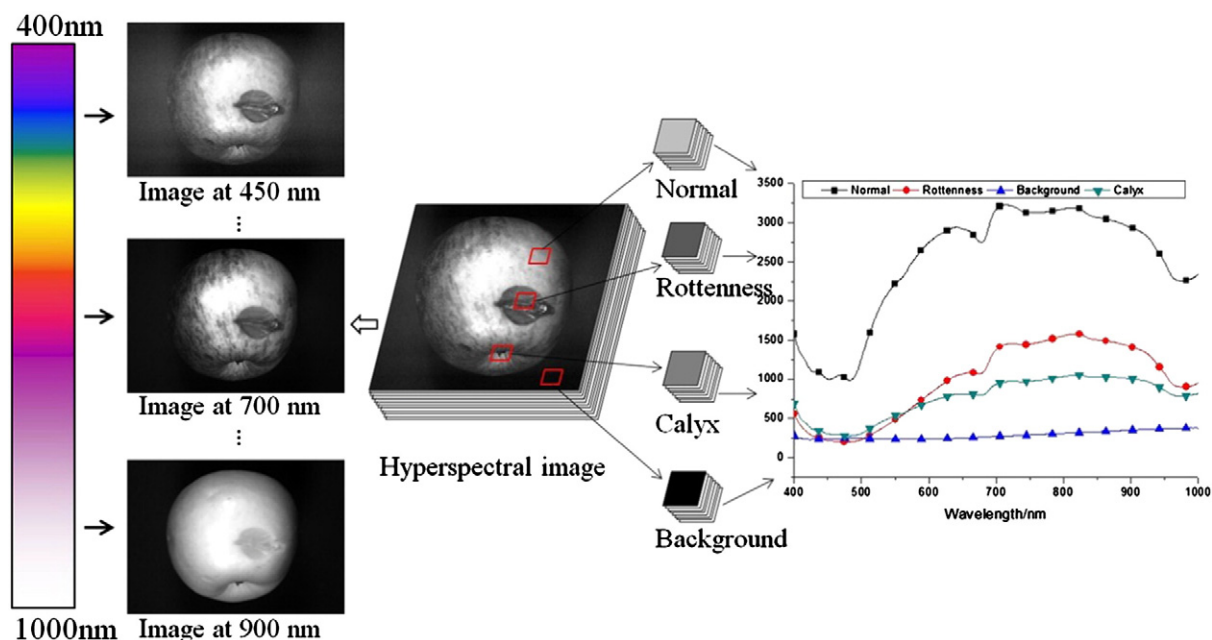 400nm
1000nm
Image at 450 nm
⋮
Image at 700 nm
⋮
Image at 900 nm
Hyperspectral image
Normal
Rottenness
Calyx
Background
Normal Rottenness Background Calyx
3500
3000
2500
2000
1500
1000
500
0
400 500 600 700 800 900 1000
Wavelength/nm